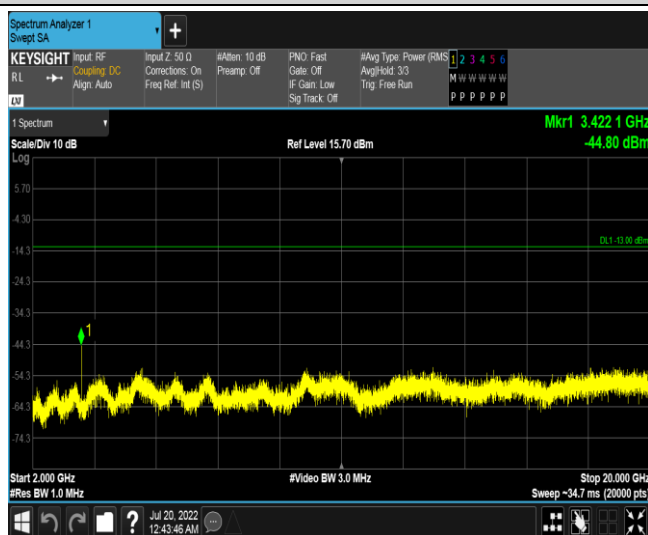 Spectrum Analyzer 1
Swept SA
+
KEYSIGHT
RL
LXI
Input: RF
Coupling: DC
Align: Auto
Input Z: 50 Ω
Corrections: On
Freq Ref: Int (S)
#Atten: 10 dB
Preamp: Off
PNO: Fast
Gate: Off
IF Gain: Low
Sig Track: Off
#Avg Type: Power (RMS
Avg|Hold: 3/3
Trig: Free Run
1 2 3 4 5 6
M W W W W W
P P P P P P
1 Spectrum
Mkr1 3.422 1 GHz
-44.80 dBm
Scale/Div 10 dB
Ref Level 15.70 dBm
Log
5.70
-4.30
DL1 -13.00 dBm
-14.3
-24.3
-34.3
1
-44.3
-54.3
-64.3
-74.3
Start 2.000 GHz
#Video BW 3.0 MHz
Stop 20.000 GHz
#Res BW 1.0 MHz
Sweep ~34.7 ms (20000 pts)
?
Jul 20, 2022
12:43:46 AM